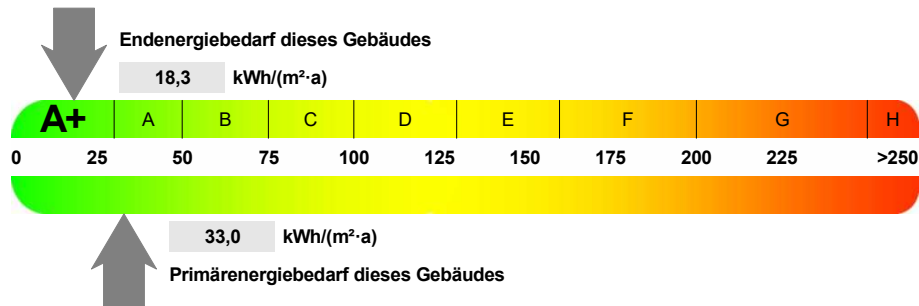 Endenergiebedarf dieses Gebäudes
18,3 kWh/(m²·a)
A+ A B C D E F G H
0 25 50 75 100 125 150 175 200 225 >250
33,0 kWh/(m²·a)
Primärenergiebedarf dieses Gebäudes